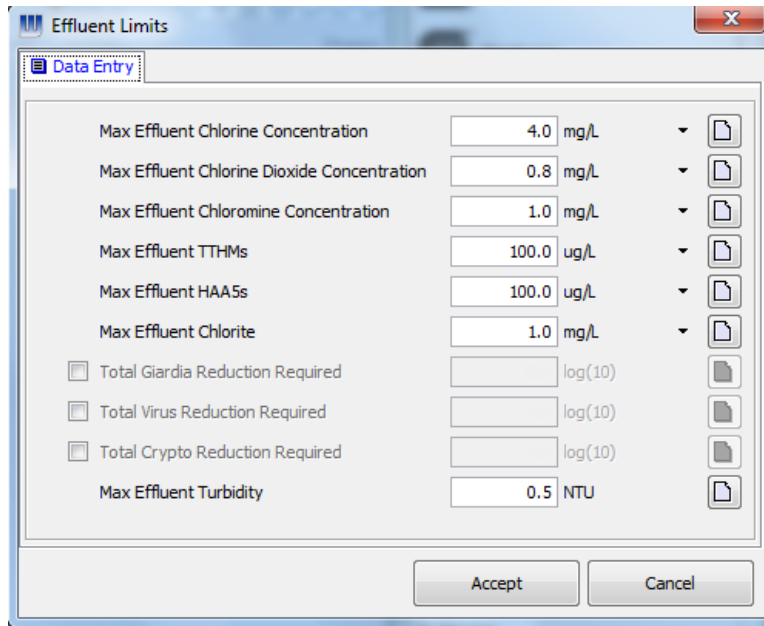 Effluent Limits
Data Entry
Max Effluent Chlorine Concentration 4.0 mg/L
Max Effluent Chlorine Dioxide Concentration 0.8 mg/L
Max Effluent Chloromine Concentration 1.0 mg/L
Max Effluent TTHMs 100.0 ug/L
Max Effluent HAA5s 100.0 ug/L
Max Effluent Chlorite 1.0 mg/L
Total Giardia Reduction Required log(10)
Total Virus Reduction Required log(10)
Total Crypto Reduction Required log(10)
Max Effluent Turbidity 0.5 NTU
Accept Cancel